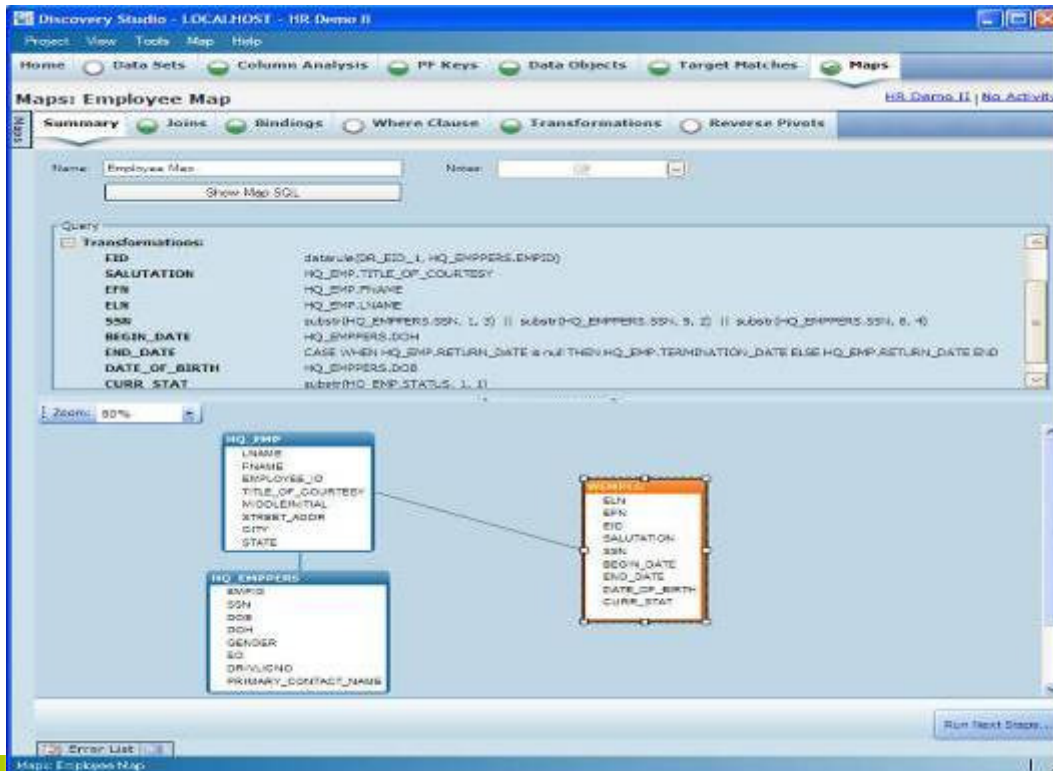 Discovery Studio - LOCALHOST - HR Demo II
Project View Tools Map Help
Home Data Sets Column Analysis PF Keys Data Objects Target Matches Maps
Maps: Employee Map HR Demo II | No Activity
Maps
Summary Joins Bindings Where Clause Transformations Reverse Pivots
Name: Employee Map Notes:
Show Map SQL
Query
Transformations:
EID datarule(DR_EID_1, HQ_EMPPERS.EMPID)
SALUTATION HQ_EMP.TITLE_OF_COURTESY
EFN HQ_EMP.FNAME
ELN HQ_EMP.LNAME
SSN substr(HQ_EMPPERS.SSN, 1, 3) || substr(HQ_EMPPERS.SSN, 5, 2) || substr(HQ_EMPPERS.SSN, 8, 4)
BEGIN_DATE HQ_EMPPERS.DOH
END_DATE CASE WHEN HQ_EMP.RETURN_DATE is null THEN HQ_EMP.TERMINATION_DATE ELSE HQ_EMP.RETURN_DATE END
DATE_OF_BIRTH HQ_EMPPERS.DOB
CURR_STAT substr(HQ_EMP.STATUS, 1, 1)
Zoom: 80%
HQ_EMP
LNAME
FNAME
EMPLOYEE_ID
TITLE_OF_COURTESY
MIDDLEINITIAL
STREET_ADDR
CITY
STATE
HQ_EMPPERS
EMPID
SSN
DOB
DOH
GENDER
EO
DRIVLICNO
PRIMARY_CONTACT_NAME
ELN
EFN
EID
SALUTATION
SSN
BEGIN_DATE
END_DATE
DATE_OF_BIRTH
CURR_STAT
Run Next Steps...
Error List
Maps: Employee Map